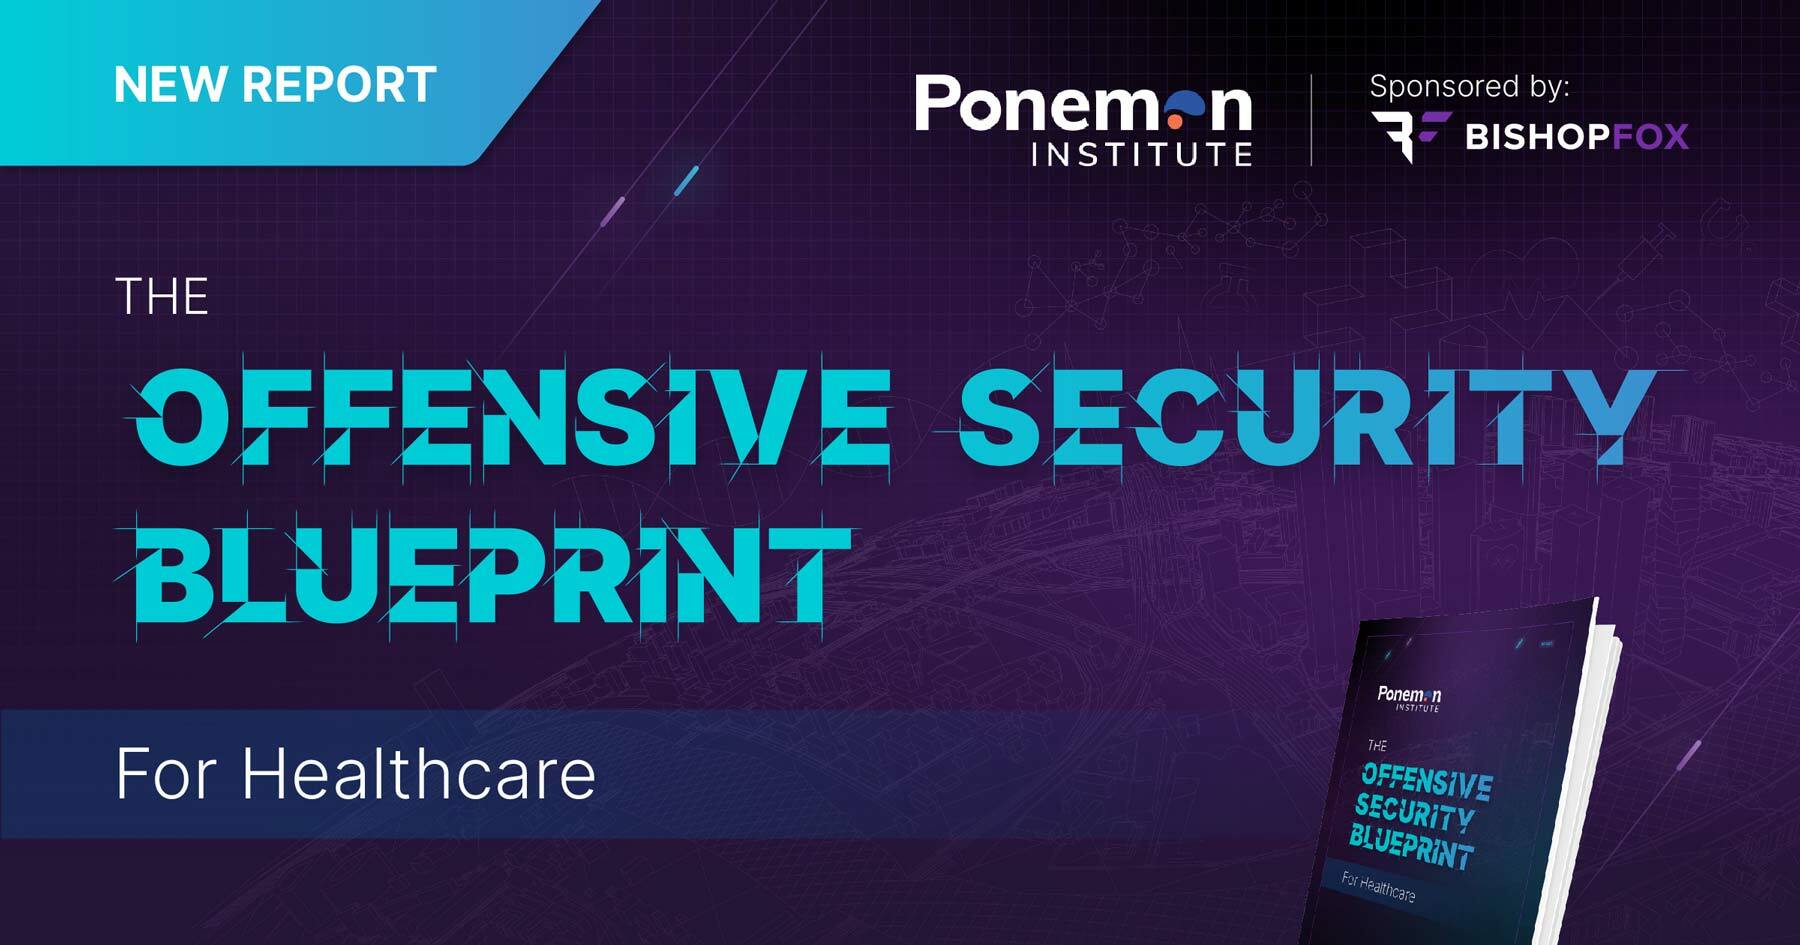 NEW REPORT
Ponemon
INSTITUTE
Sponsored by:
BISHOPFOX
THE
OFFENSIVE SECURITY
BLUEPRINT
For Healthcare
Ponemon
INSTITUTE
THE
OFFENSIVE
SECURITY
BLUEPRINT
For Healthcare